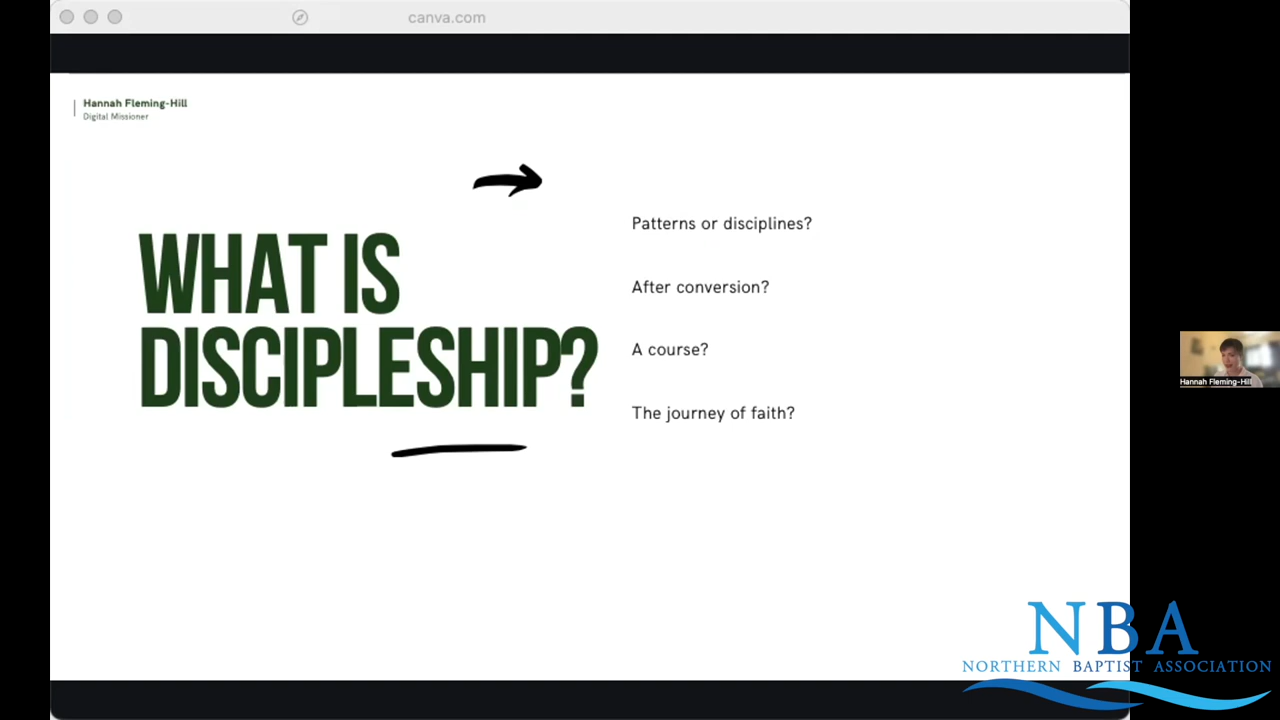 canva.com
Hannah Fleming-Hill
Digital Missioner
WHAT IS
DISCIPLESHIP?
Patterns or disciplines?
After conversion?
A course?
The journey of faith?
Hannah Fleming-Hill
NBA
NORTHERN BAPTIST ASSOCIATION